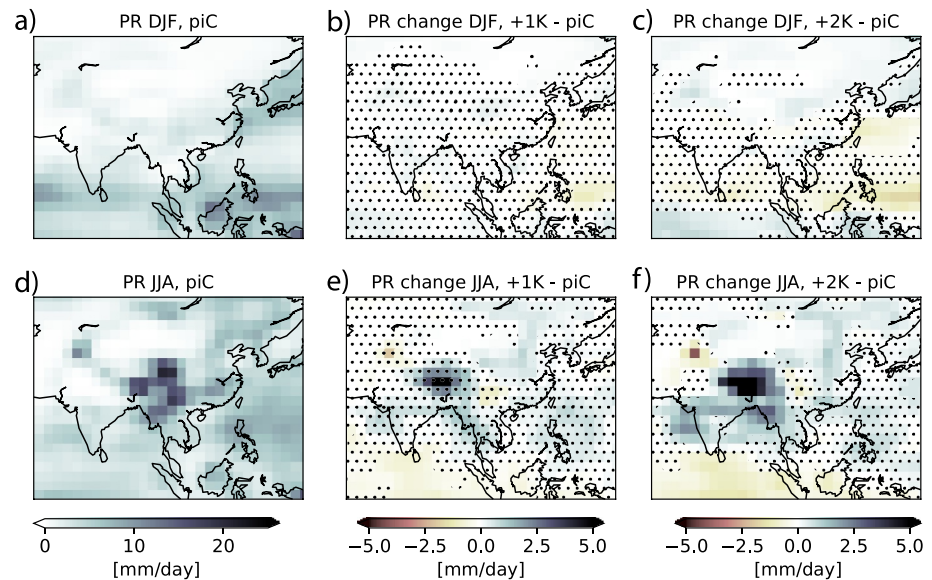 a) PR DJF, piC
b) PR change DJF, +1K - piC
c) PR change DJF, +2K - piC
d) PR JJA, piC
e) PR change JJA, +1K - piC
f) PR change JJA, +2K - piC
0 10 20
[mm/day]
−5.0 −2.5 0.0 2.5 5.0
[mm/day]
−5.0 −2.5 0.0 2.5 5.0
[mm/day]